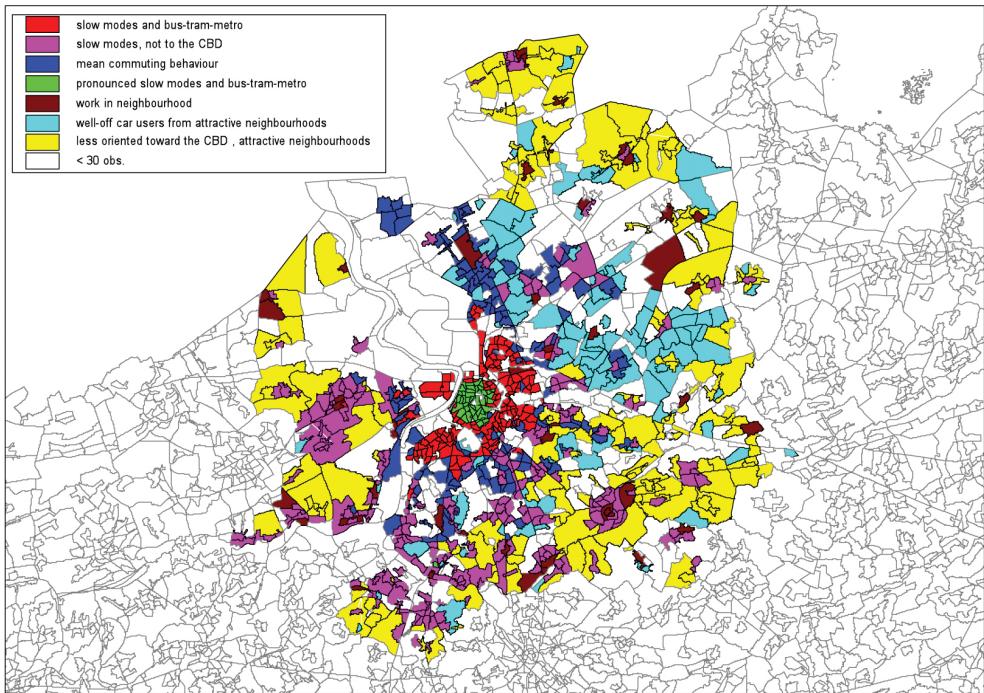 slow modes and bus-tram-metro
slow modes, not to the CBD
mean commuting behaviour
pronounced slow modes and bus-tram-metro
work in neighbourhood
well-off car users from attractive neighbourhoods
less oriented toward the CBD , attractive neighbourhoods
< 30 obs.